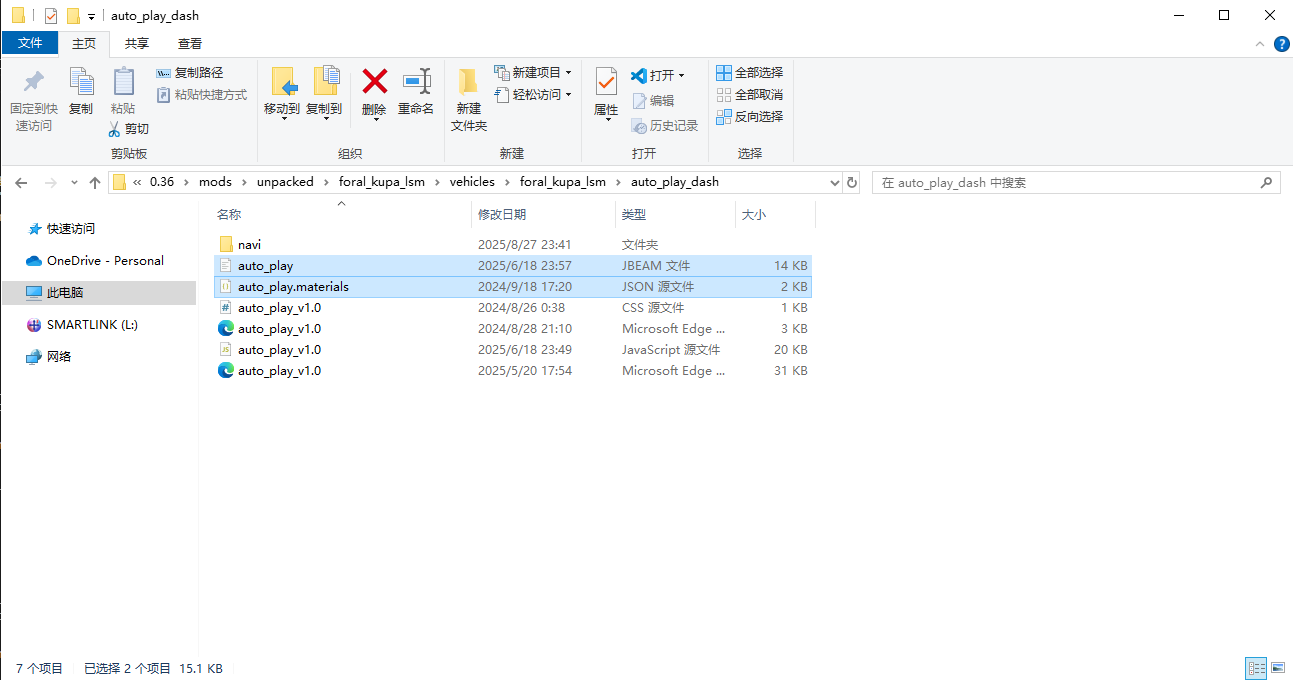 auto_play_dash
文件 主页 共享 查看
固定到快速访问
复制
粘贴
复制路径
粘贴快捷方式
剪切
剪贴板
移动到
复制到
删除
重命名
组织
新建文件夹
新建项目
轻松访问
新建
属性
打开
编辑
历史记录
打开
全部选择
全部取消
反向选择
选择
« 0.36 › mods › unpacked › foral_kupa_lsm › vehicles › foral_kupa_lsm › auto_play_dash
在 auto_play_dash 中搜索
快速访问
OneDrive - Personal
此电脑
SMARTLINK (L:)
网络
名称 修改日期 类型 大小
navi 2025/8/27 23:41 文件夹
auto_play 2025/6/18 23:57 JBEAM 文件 14 KB
auto_play.materials 2024/9/18 17:20 JSON 源文件 2 KB
auto_play_v1.0 2024/8/26 0:38 CSS 源文件 1 KB
auto_play_v1.0 2024/8/28 21:10 Microsoft Edge ... 3 KB
auto_play_v1.0 2025/6/18 23:49 JavaScript 源文件 20 KB
auto_play_v1.0 2025/5/20 17:54 Microsoft Edge ... 31 KB
7 个项目 已选择 2 个项目 15.1 KB